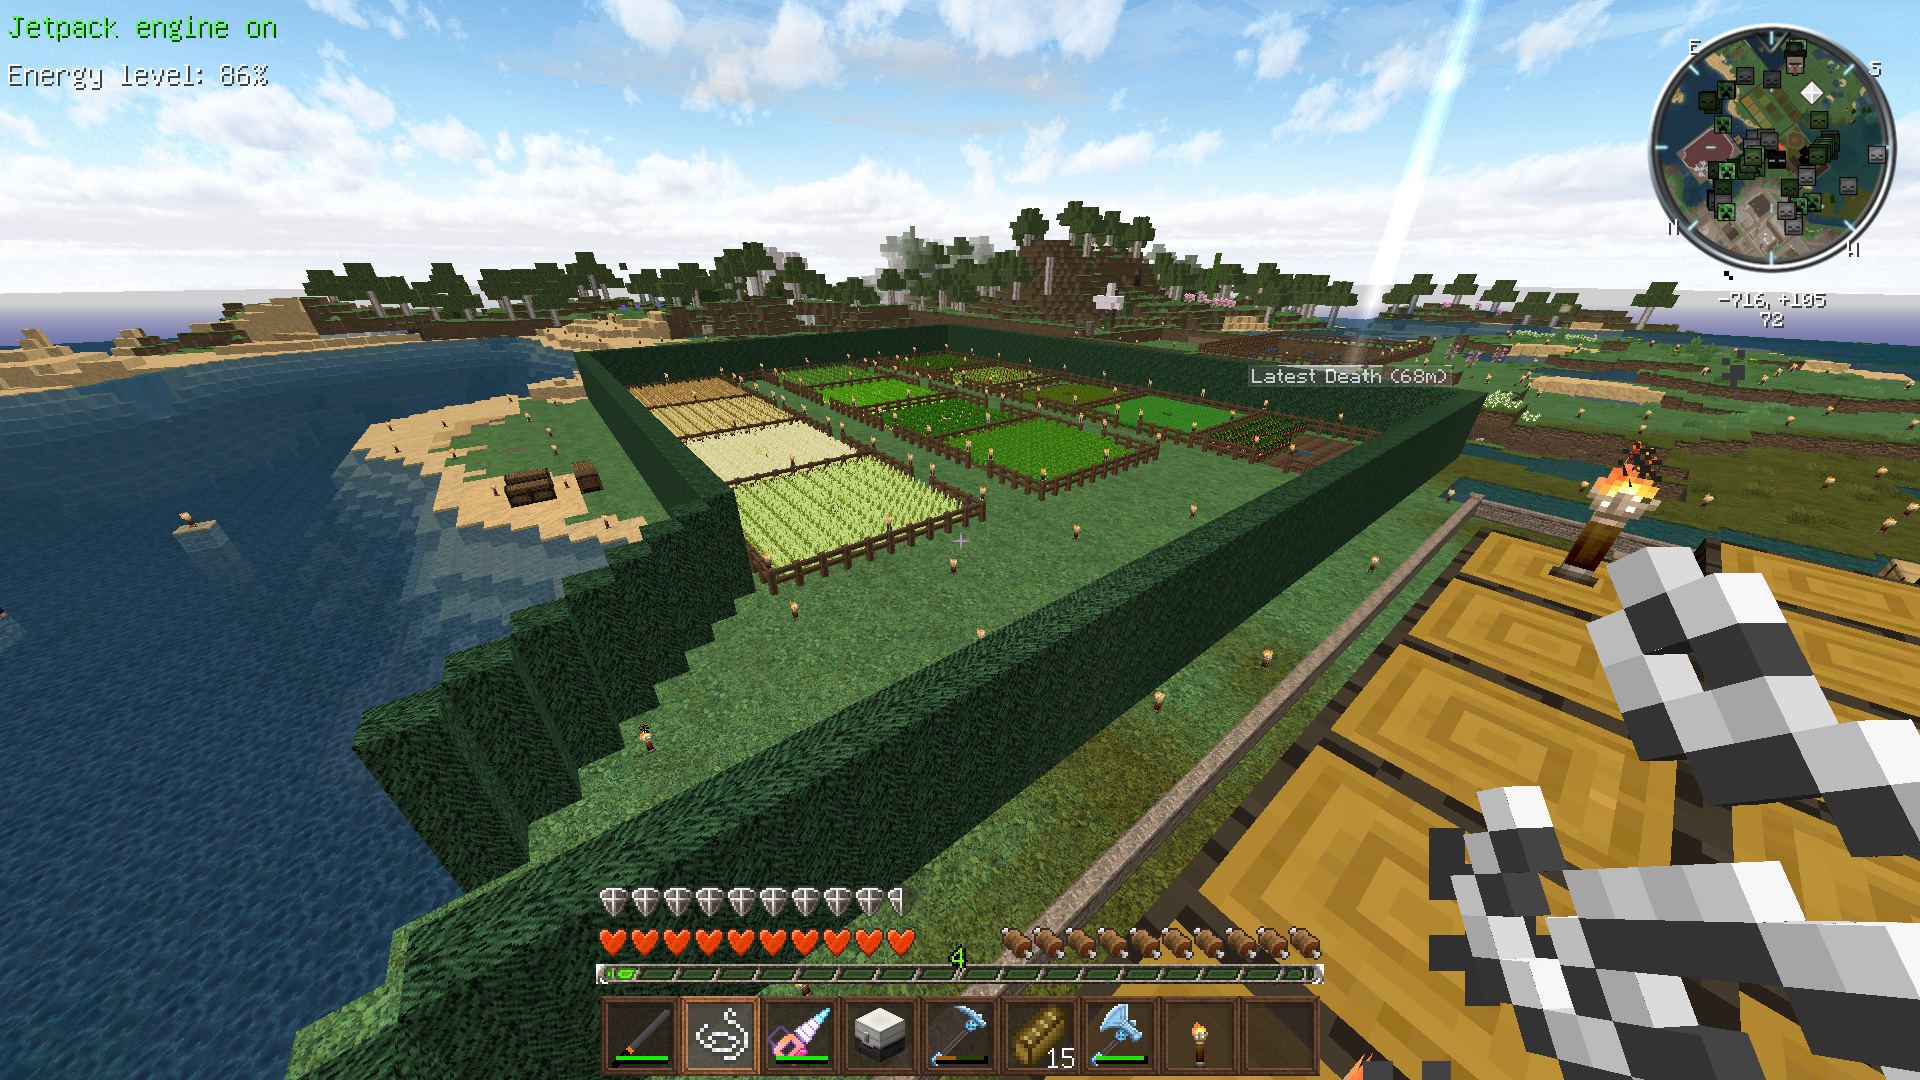 Jetpack engine on
Energy level: 86%
E
S
N
W
-716, +105
72
Latest Death (68m)
4
15